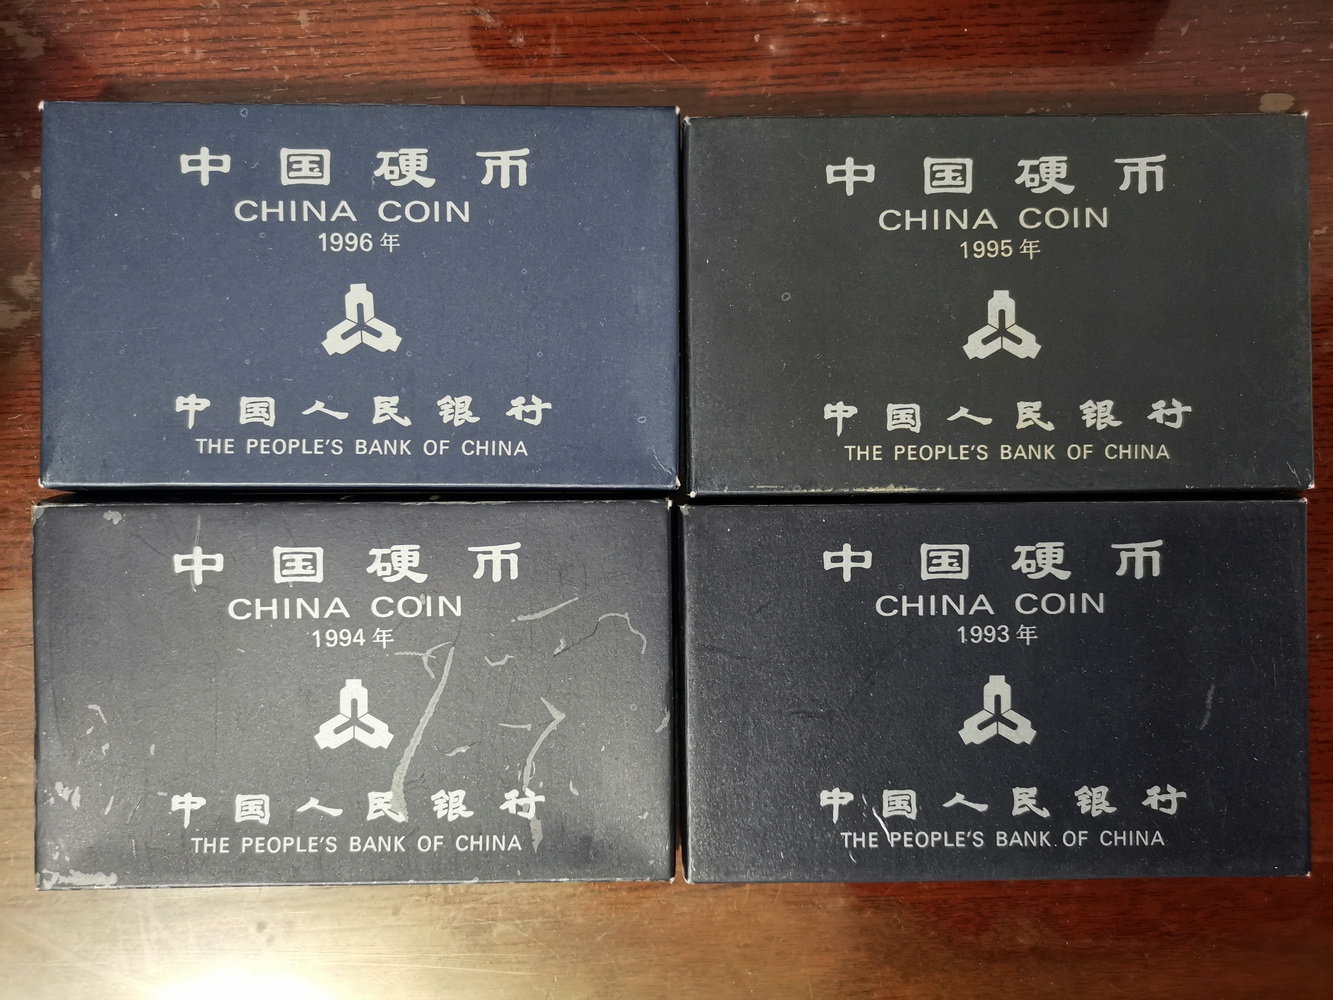 中国硬币
CHINA COIN
1996年
中国人民银行
THE PEOPLE'S BANK OF CHINA
中国硬币
CHINA COIN
1995年
中国人民银行
THE PEOPLE'S BANK OF CHINA
中国硬币
CHINA COIN
1994年
中国人民银行
THE PEOPLE'S BANK OF CHINA
中国硬币
CHINA COIN
1993年
中国人民银行
THE PEOPLE'S BANK OF CHINA